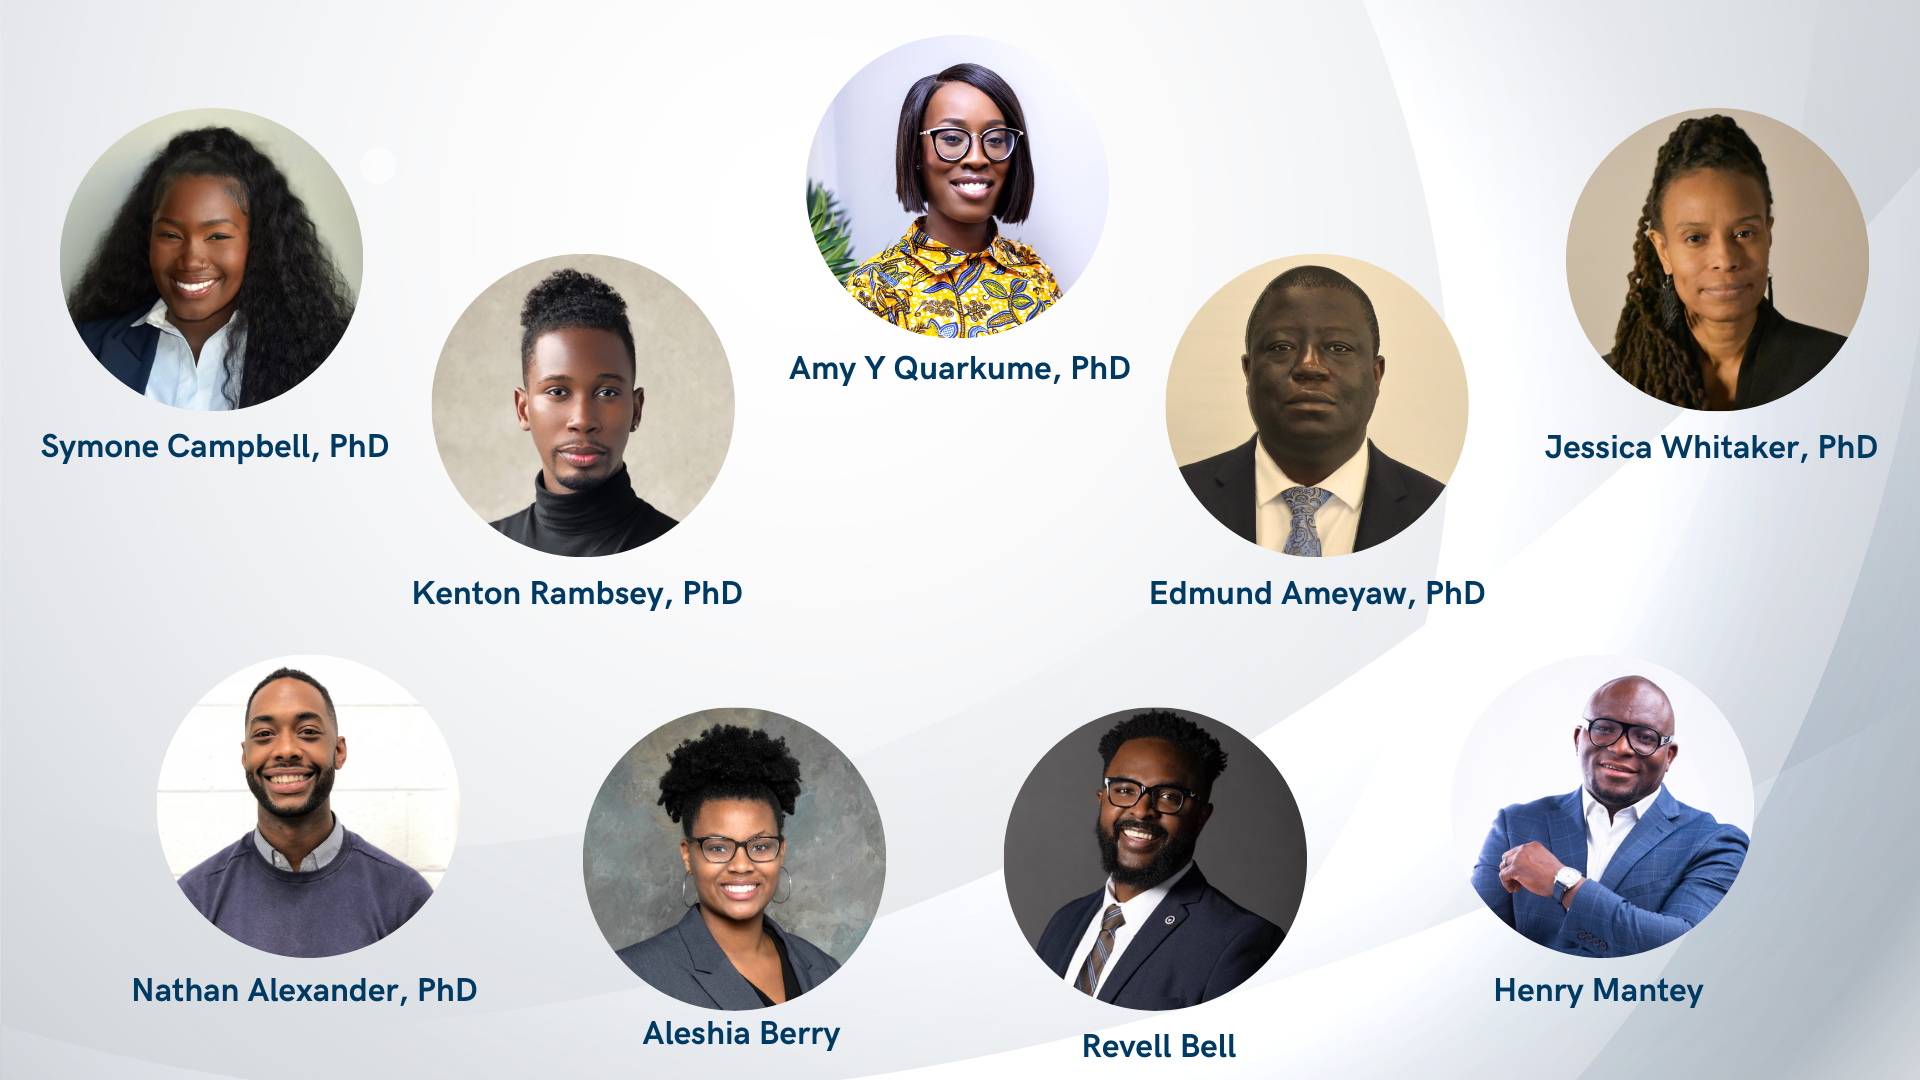 Amy Y Quarkume, PhD
Symone Campbell, PhD
Jessica Whitaker, PhD
Kenton Rambsey, PhD
Edmund Ameyaw, PhD
Nathan Alexander, PhD
Aleshia Berry
Revell Bell
Henry Mantey